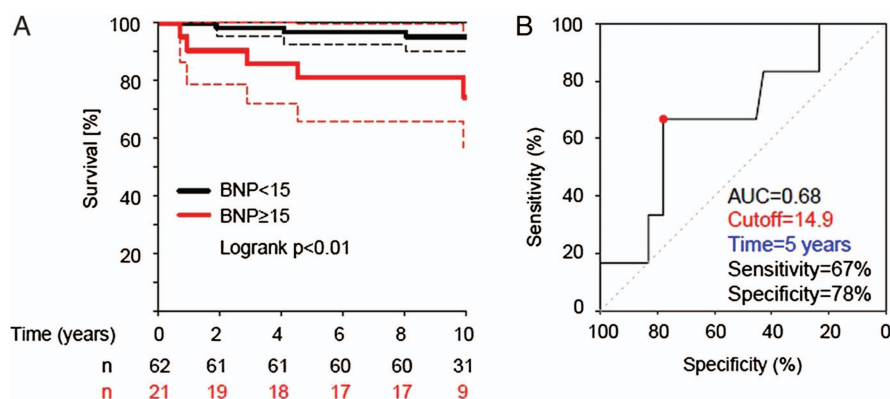 A
Survival [%]
100
80
60
40
20
BNP<15
BNP≥15
Logrank p<0.01
Time (years) 0 2 4 6 8 10
n 62 61 61 60 60 31
n 21 19 18 17 17 9
B
Sensitivity (%)
100
80
60
40
20
0
AUC=0.68
Cutoff=14.9
Time=5 years
Sensitivity=67%
Specificity=78%
100 80 60 40 20 0
Specificity (%)